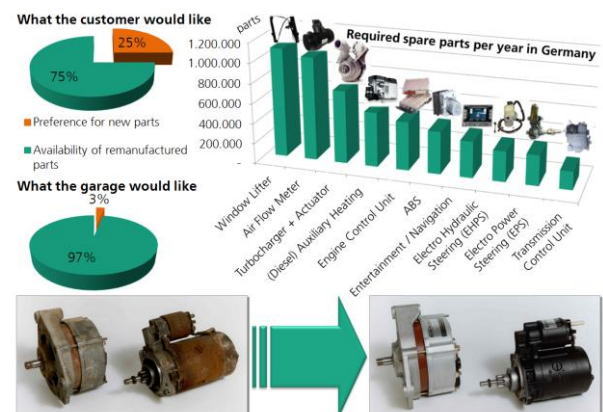 What the customer would like
25%
75%
Preference for new parts
Availability of remanufactured
parts
What the garage would like
3%
97%
parts
Required spare parts per year in Germany
1.200.000
1.000.000
800.000
600.000
400.000
200.000
-
Window Lifter
Air Flow Meter
Turbocharger + Actuator
(Diesel) Auxiliary Heating
Engine Control Unit
ABS
Entertainment / Navigation
Electro Hydraulic
Steering (EHPS)
Electro Power
Steering (EPS)
Transmission
Control Unit